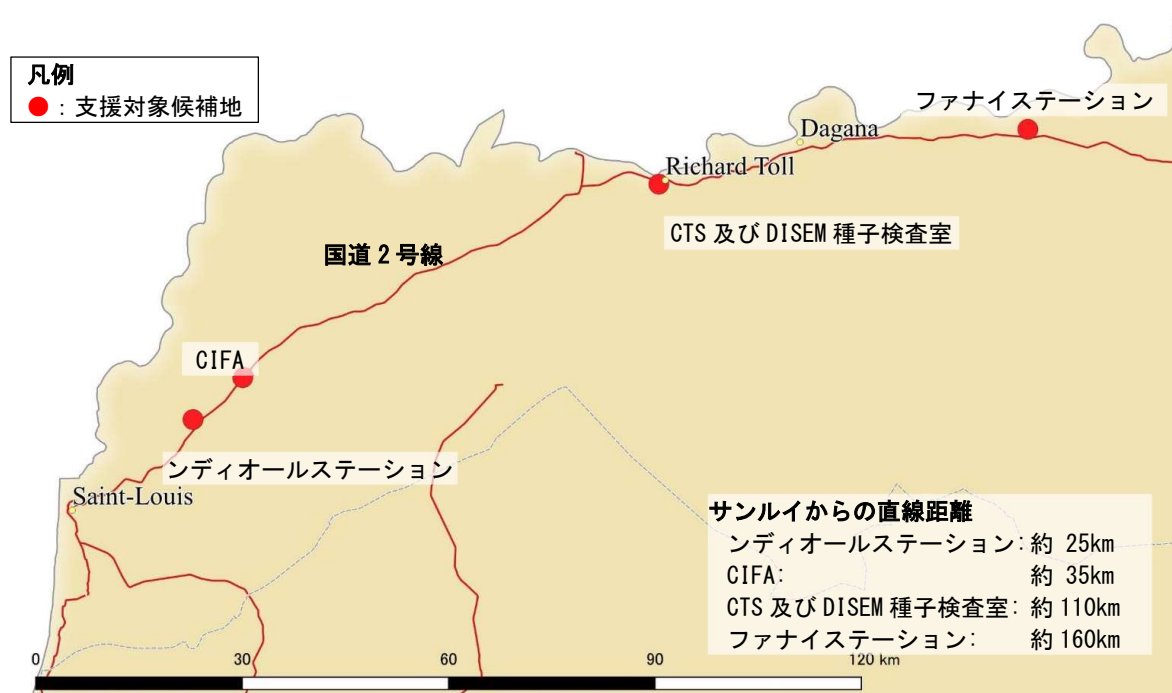 凡例
●：支援対象候補地
ファナイステーション
Dagana
Richard Toll
CTS 及び DISEM 種子検査室
国道２号線
CIFA
ンディオールステーション
Saint-Louis
サンルイからの直線距離
ンディオールステーション：約 25km
CIFA： 約 35km
CTS 及び DISEM 種子検査室：約 110km
ファナイステーション： 約 160km
0 30 60 90 120 km